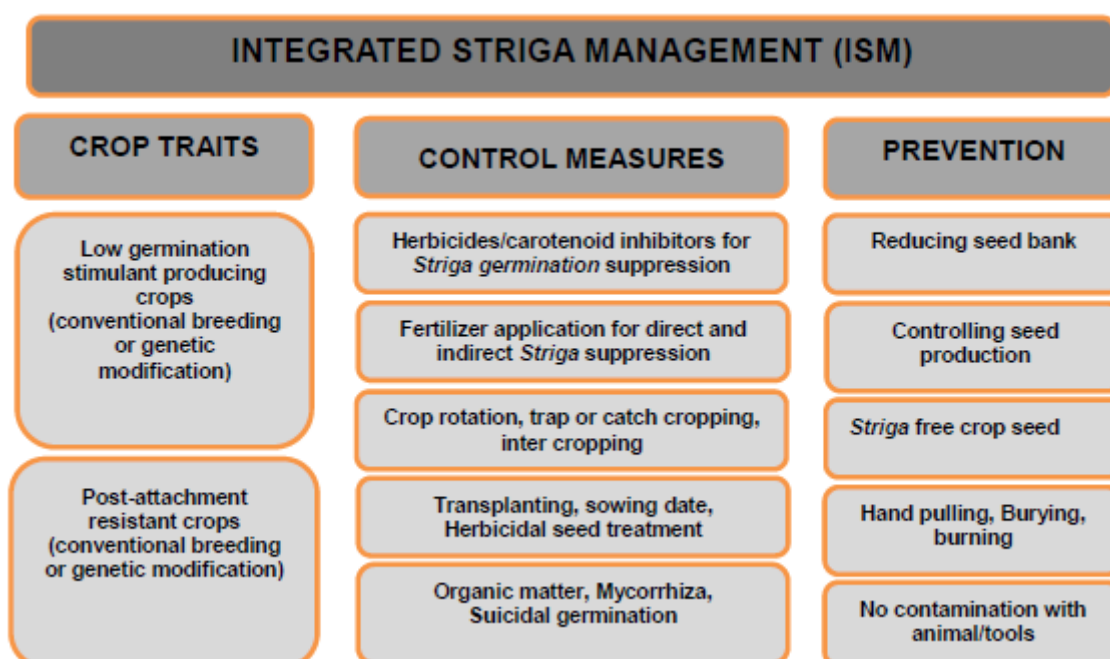 INTEGRATED STRIGA MANAGEMENT (ISM)
CROP TRAITS
Low germination
stimulant producing
crops
(conventional breeding
or genetic
modification)
Post-attachment
resistant crops
(conventional breeding
or genetic modification)
CONTROL MEASURES
Herbicides/carotenoid inhibitors for
Striga germination suppression
Fertilizer application for direct and
indirect Striga suppression
Crop rotation, trap or catch cropping,
inter cropping
Transplanting, sowing date,
Herbicidal seed treatment
Organic matter, Mycorrhiza,
Suicidal germination
PREVENTION
Reducing seed bank
Controlling seed
production
Striga free crop seed
Hand pulling, Burying,
burning
No contamination with
animal/tools